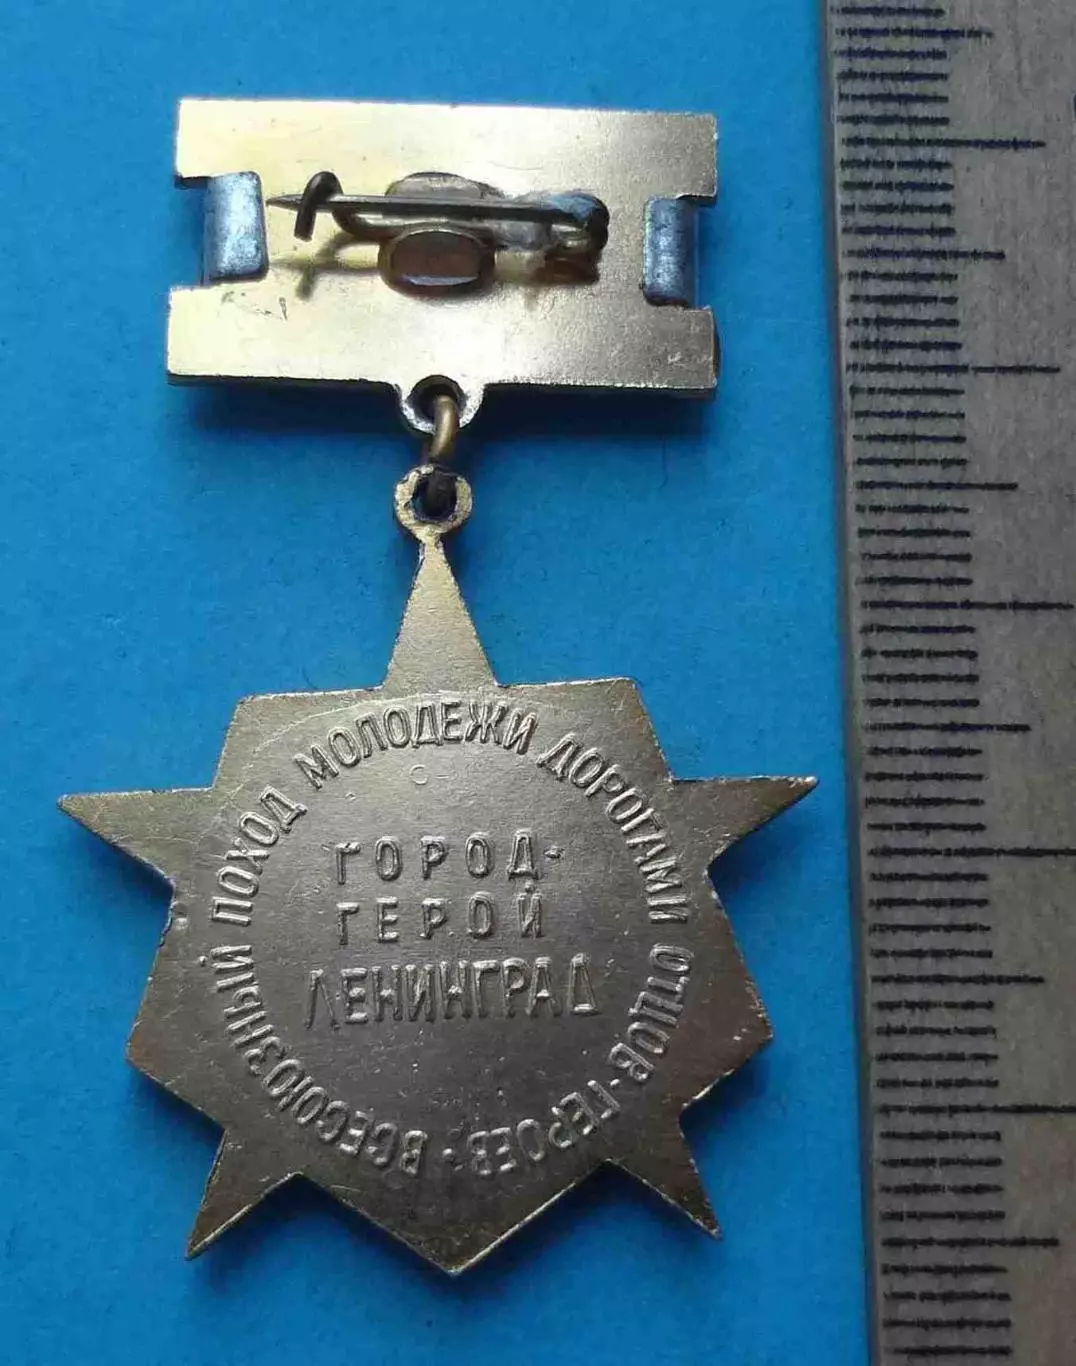 ВСЕСОЮЗНЫЙ ПОХОД МОЛОДЕЖИ ДОРОГАМИ ОТЦОВ-ГЕРОЕВ •
ГОРОД-
ГЕРОЙ
ЛЕНИНГРАД